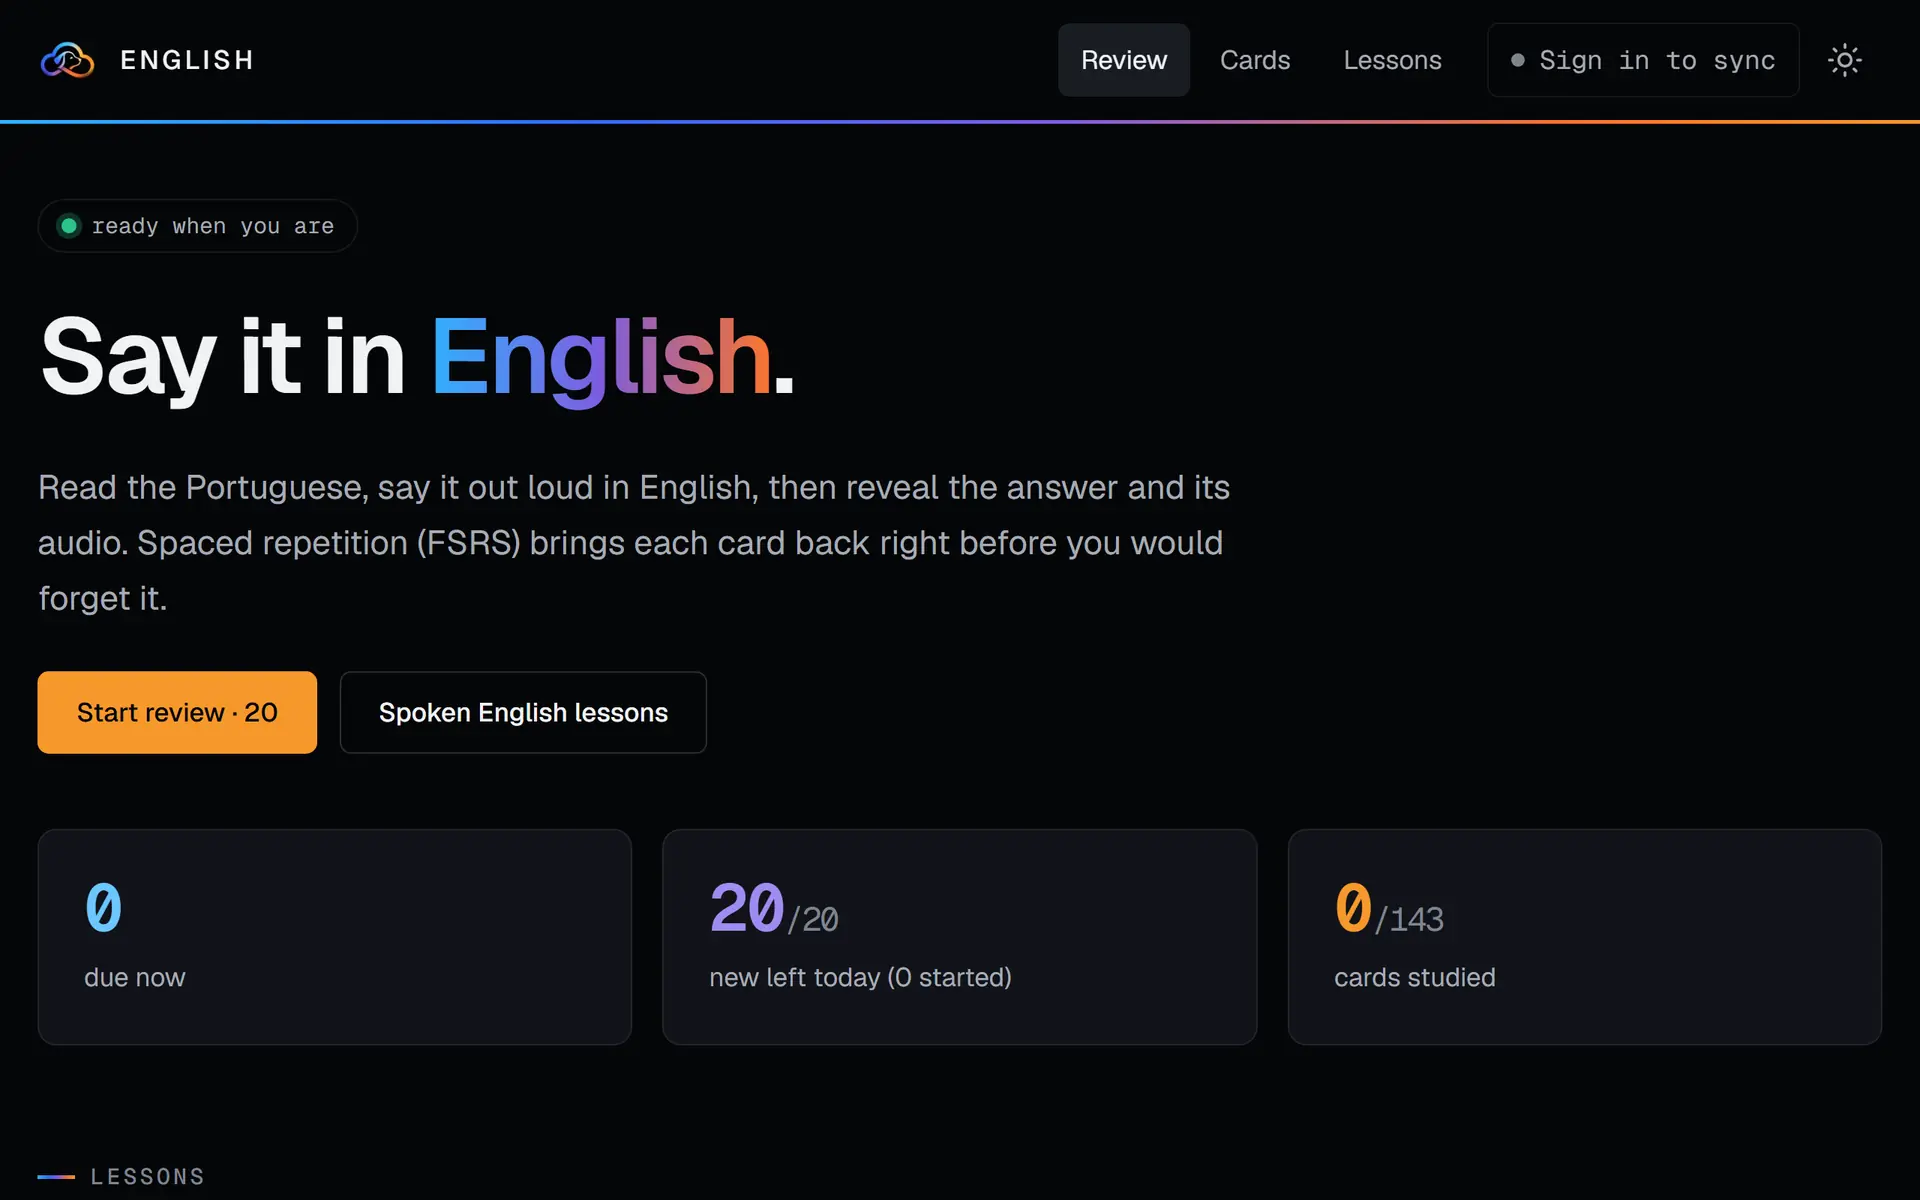 ENGLISH
Review
Cards
Lessons
Sign in to sync
ready when you are
Say it in English.
Read the Portuguese, say it out loud in English, then reveal the answer and its
audio. Spaced repetition (FSRS) brings each card back right before you would
forget it.
Start review · 20
Spoken English lessons
0
due now
20/20
new left today (0 started)
0/143
cards studied
LESSONS